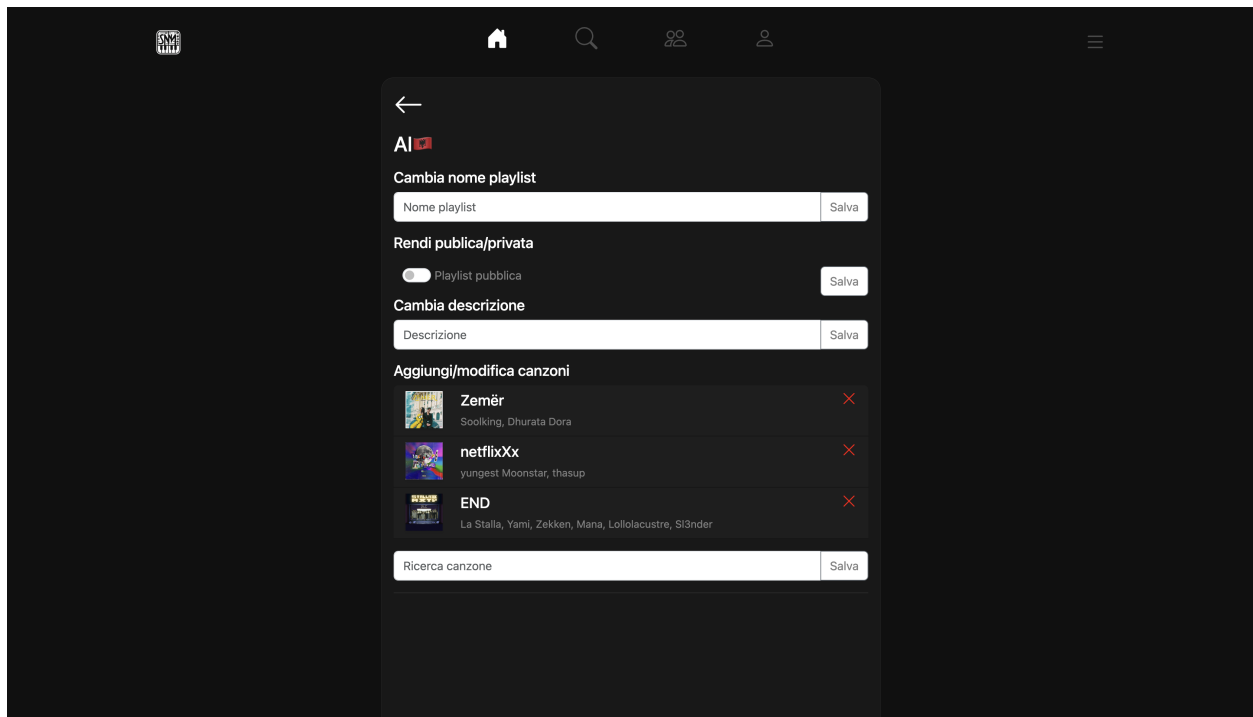 AI
Cambia nome playlist
Nome playlist
Salva
Rendi publica/privata
Playlist pubblica
Salva
Cambia descrizione
Descrizione
Salva
Aggiungi/modifica canzoni
Zemër
Soolking, Dhurata Dora
netflixXx
yungest Moonstar, thasup
END
La Stalla, Yami, Zekken, Mana, Lollolacustre, Sl3nder
Ricerca canzone
Salva